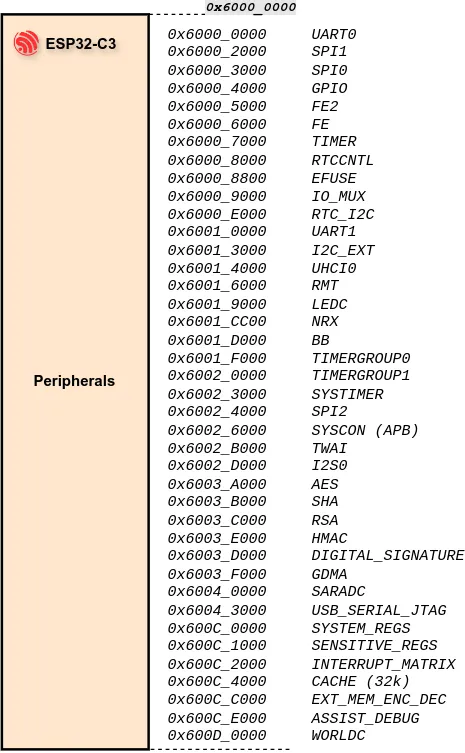 0x6000_0000
ESP32-C3
Peripherals
0x6000_0000 UART0
0x6000_2000 SPI1
0x6000_3000 SPI0
0x6000_4000 GPIO
0x6000_5000 FE2
0x6000_6000 FE
0x6000_7000 TIMER
0x6000_8000 RTCCNTL
0x6000_8800 EFUSE
0x6000_9000 IO_MUX
0x6000_E000 RTC_I2C
0x6001_0000 UART1
0x6001_3000 I2C_EXT
0x6001_4000 UHCI0
0x6001_6000 RMT
0x6001_9000 LEDC
0x6001_CC00 NRX
0x6001_D000 BB
0x6001_F000 TIMERGROUP0
0x6002_0000 TIMERGROUP1
0x6002_3000 SYSTIMER
0x6002_4000 SPI2
0x6002_6000 SYSCON (APB)
0x6002_B000 TWAI
0x6002_D000 I2S0
0x6003_A000 AES
0x6003_B000 SHA
0x6003_C000 RSA
0x6003_E000 HMAC
0x6003_D000 DIGITAL_SIGNATURE
0x6003_F000 GDMA
0x6004_0000 SARADC
0x6004_3000 USB_SERIAL_JTAG
0x600C_0000 SYSTEM_REGS
0x600C_1000 SENSITIVE_REGS
0x600C_2000 INTERRUPT_MATRIX
0x600C_4000 CACHE (32k)
0x600C_C000 EXT_MEM_ENC_DEC
0x600C_E000 ASSIST_DEBUG
0x600D_0000 WORLDC